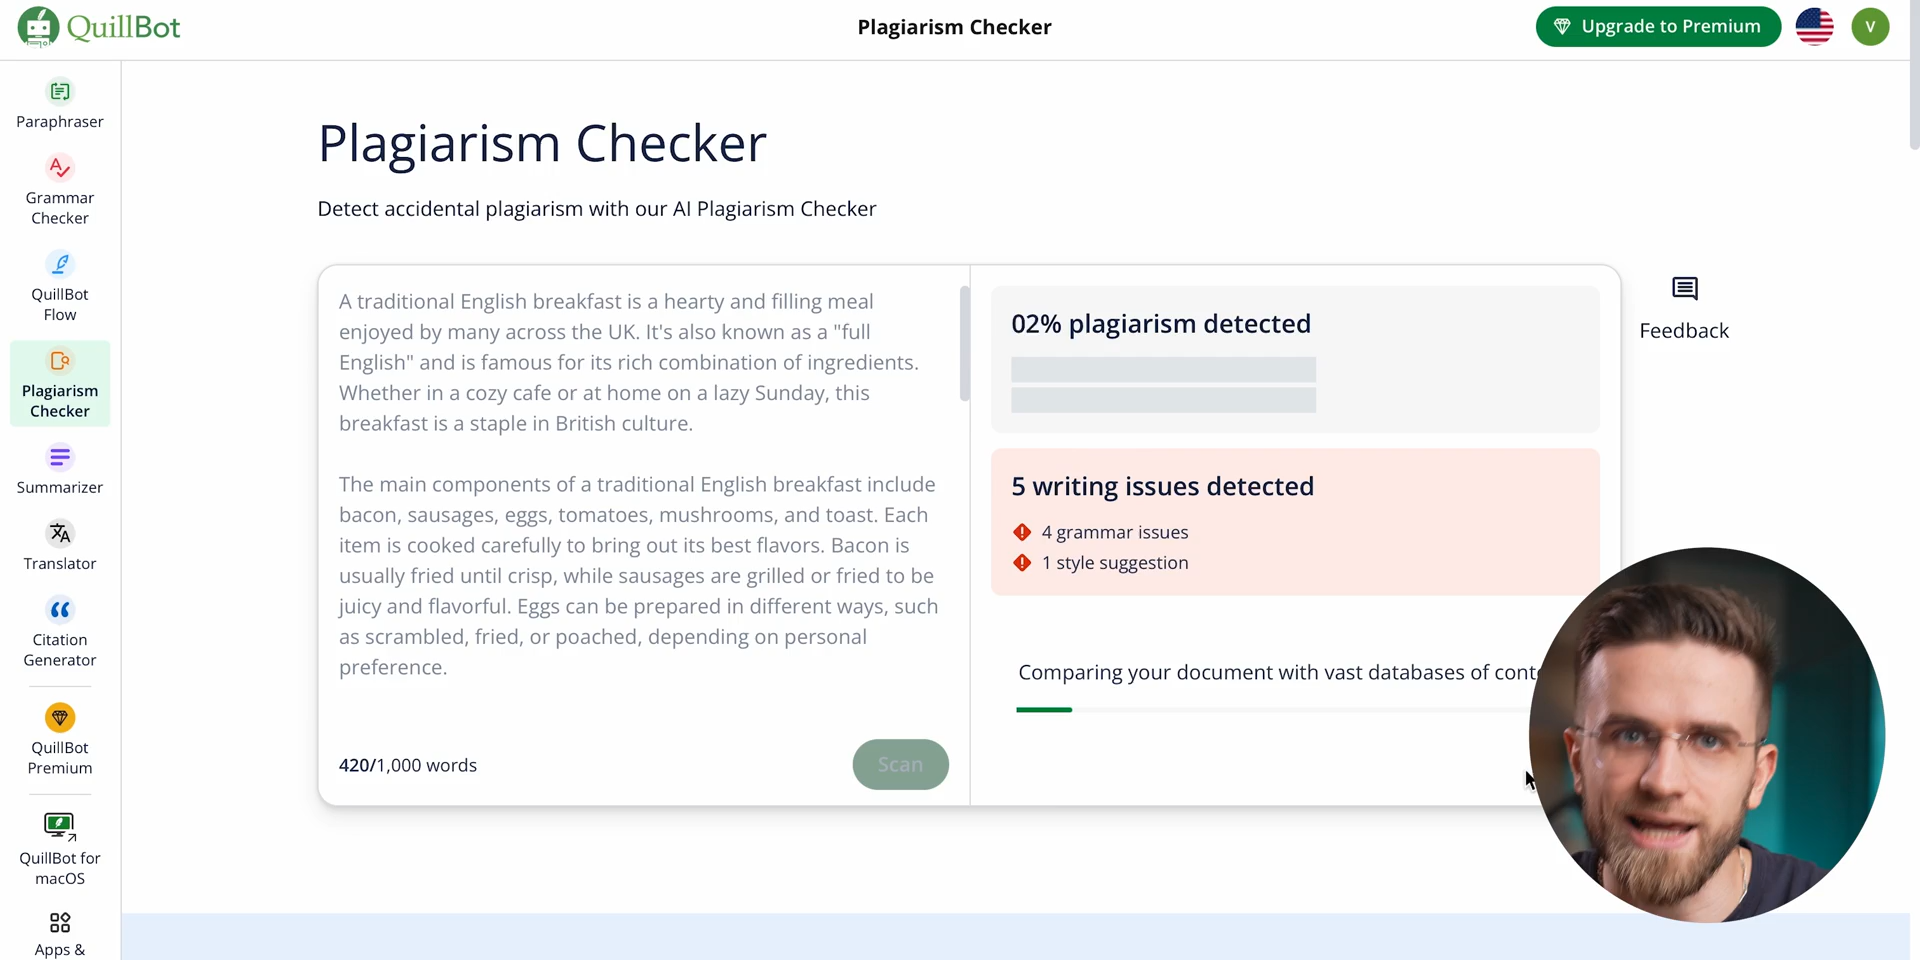 QuillBot
Plagiarism Checker
Upgrade to Premium
V
Paraphraser
Grammar
Checker
QuillBot
Flow
Plagiarism
Checker
Summarizer
Translator
Citation
Generator
QuillBot
Premium
QuillBot for
macOS
Apps &
Plagiarism Checker
Detect accidental plagiarism with our AI Plagiarism Checker
A traditional English breakfast is a hearty and filling meal
enjoyed by many across the UK. It's also known as a "full
English" and is famous for its rich combination of ingredients.
Whether in a cozy cafe or at home on a lazy Sunday, this
breakfast is a staple in British culture.
The main components of a traditional English breakfast include
bacon, sausages, eggs, tomatoes, mushrooms, and toast. Each
item is cooked carefully to bring out its best flavors. Bacon is
usually fried until crisp, while sausages are grilled or fried to be
juicy and flavorful. Eggs can be prepared in different ways, such
as scrambled, fried, or poached, depending on personal
preference.
420/1,000 words
Scan
02% plagiarism detected
5 writing issues detected
4 grammar issues
1 style suggestion
Comparing your document with vast databases of
Feedback